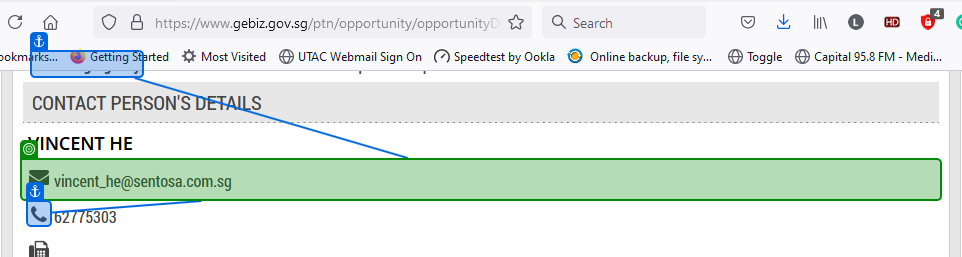 https://www.gebiz.gov.sg/ptn/opportunity/opportunityD
Search
L
HD
4
ookmarks... Getting Started Most Visited UTAC Webmail Sign On Speedtest by Ookla Online backup, file sy... Toggle Capital 95.8 FM - Medi...
CONTACT PERSON'S DETAILS
VINCENT HE
vincent_he@sentosa.com.sg
62775303